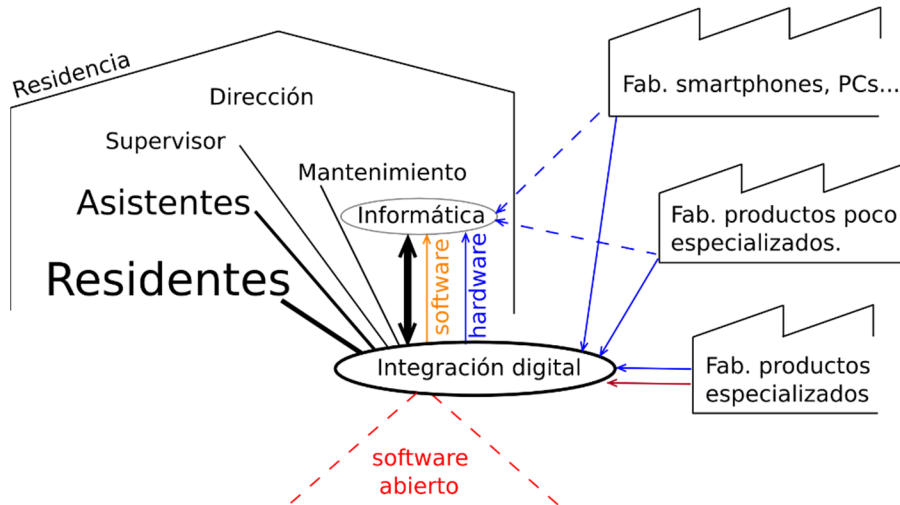 Residencia
Dirección
Supervisor
Mantenimiento
Asistentes
Informática
Residentes
software
hardware
Integración digital
software
abierto
Fab. smartphones, PCs...
Fab. productos poco
especializados.
Fab. productos
especializados